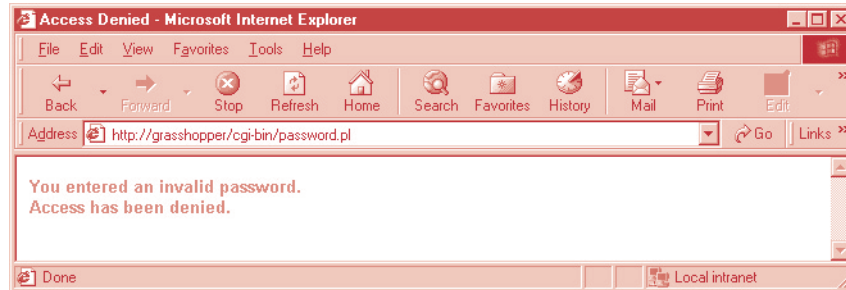 Access Denied - Microsoft Internet Explorer
File Edit View Favorites Tools Help
Back Forward Stop Refresh Home Search Favorites History Mail Print Edit »
Address http://grasshopper/cgi-bin/password.pl Go Links »
You entered an invalid password.
Access has been denied.
Done Local intranet